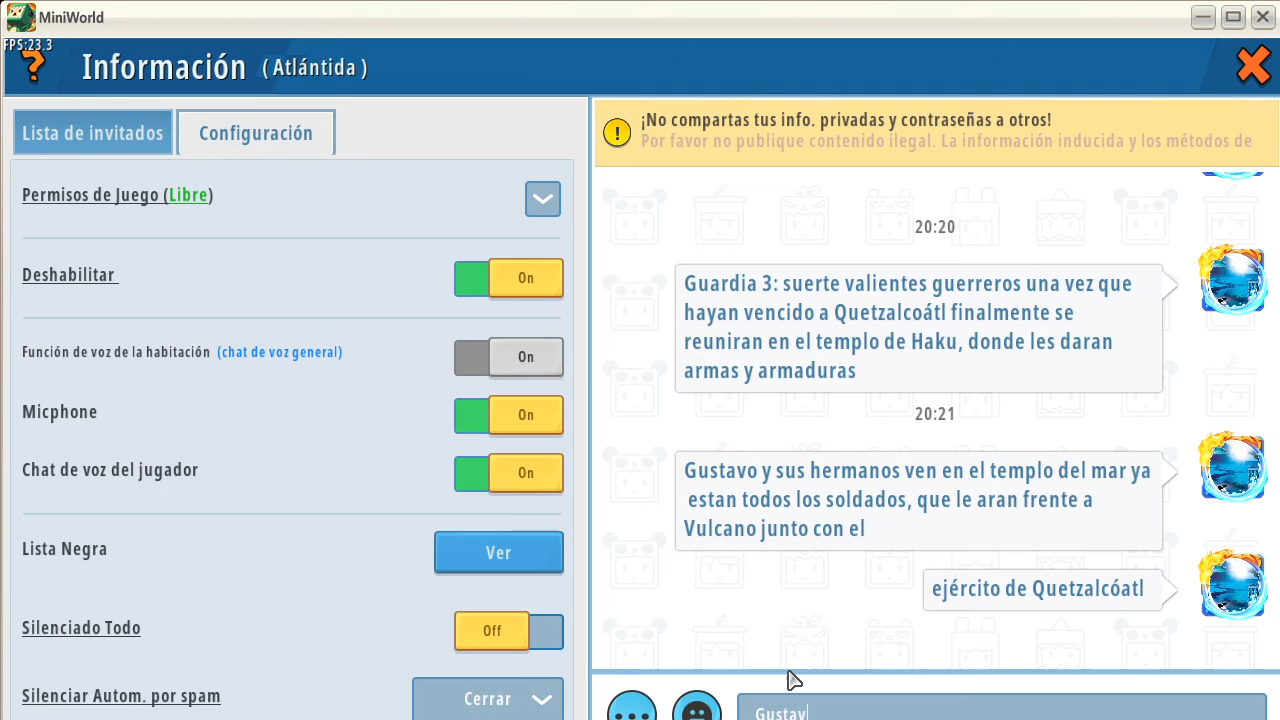 MiniWorld
FPS:23.3
Información ( Atlántida )
Lista de invitados
Configuración
Permisos de Juego (Libre)
Deshabilitar
On
Función de voz de la habitación (chat de voz general)
On
Micphone
On
Chat de voz del jugador
On
Lista Negra
Ver
Silenciado Todo
Off
Silenciar Autom. por spam
Cerrar
¡No compartas tus info. privadas y contraseñas a otros!
Por favor no publique contenido ilegal. La información inducida y los métodos de
20:20
Guardia 3: suerte valientes guerreros una vez que
hayan vencido a Quetzalcoátl finalmente se
reuniran en el templo de Haku, donde les daran
armas y armaduras
20:21
Gustavo y sus hermanos ven en el templo del mar ya
estan todos los soldados, que le aran frente a
Vulcano junto con el
ejército de Quetzalcóatl
Gustav